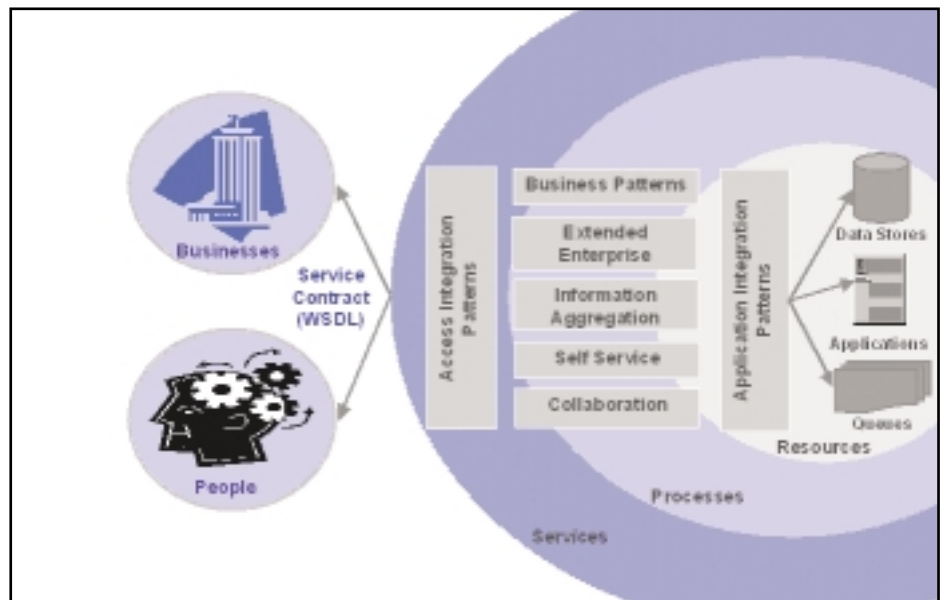 Businesses
Service
Contract
(WSDL)
People
Access Integration
Patterns
Business Patterns
Extended
Enterprise
Information
Aggregation
Self Service
Collaboration
Application Integration
Patterns
Data Stores
Applications
Queues
Resources
Processes
Services